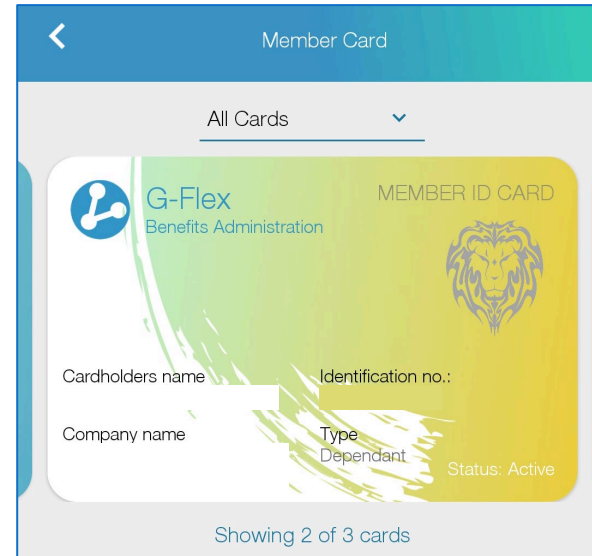 Member Card
All Cards
G-Flex
Benefits Administration
MEMBER ID CARD
Cardholders name
Identification no.:
Company name
Type
Dependant
Status: Active
Showing 2 of 3 cards